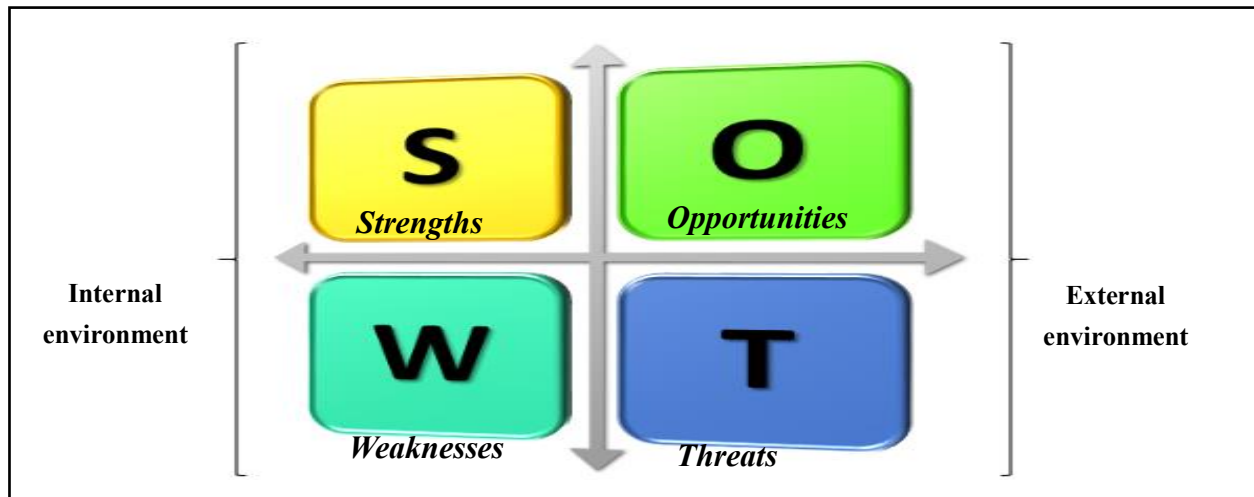 S
Strengths
O
Opportunities
Internal
environment
External
environment
W
Weaknesses
T
Threats